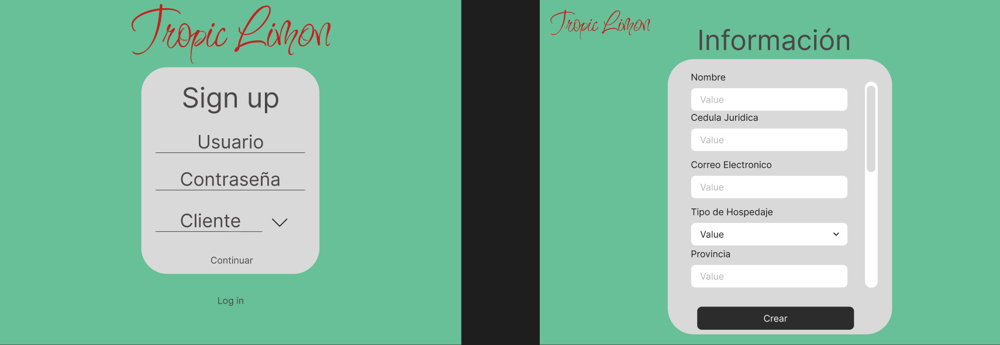 Tropic Limon
Sign up
Usuario
Contraseña
Cliente
Continuar
Log in
Tropic Limon
Información
Nombre
Value
Cedula Juridica
Value
Correo Electronico
Value
Tipo de Hospedaje
Value
Provincia
Value
Crear